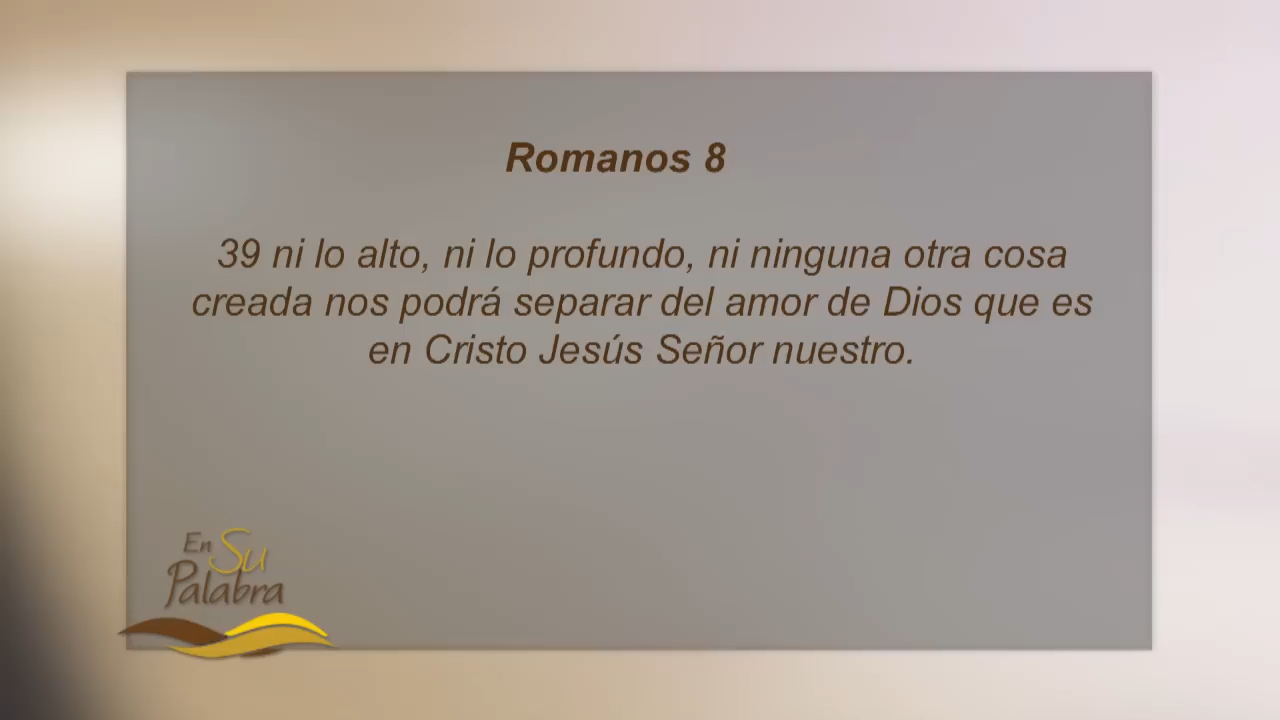 Romanos 8
39 ni lo alto, ni lo profundo, ni ninguna otra cosa
creada nos podrá separar del amor de Dios que es
en Cristo Jesús Señor nuestro.
En Su
Palabra